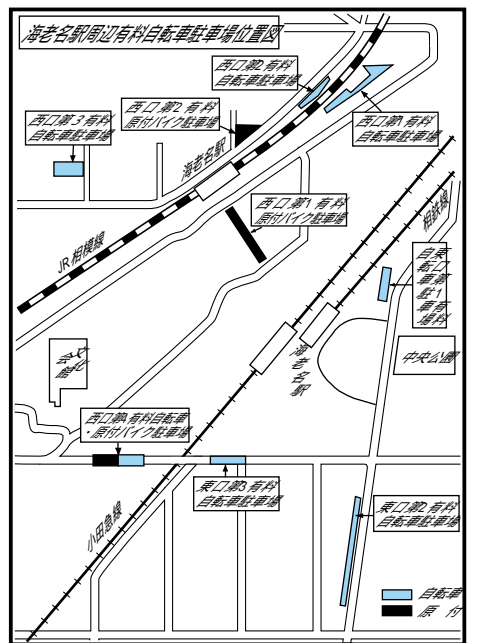 海老名駅周辺有料自転車駐車場位置図
西口第2有料
自転車駐車場
西口第2有料
原付バイク駐車場
西口第3有料
自転車駐車場
西口第1有料
自転車駐車場
海老名駅
西口第1有料
原付バイク駐車場
相鉄線
JR相模線
東口第1有料
自転車駐車場
海老名駅
中央公園
文化
会館
西口第4有料自転車
・原付バイク駐車場
東口第3有料
自転車駐車場
東口第2有料
自転車駐車場
小田急線
自転車
原付